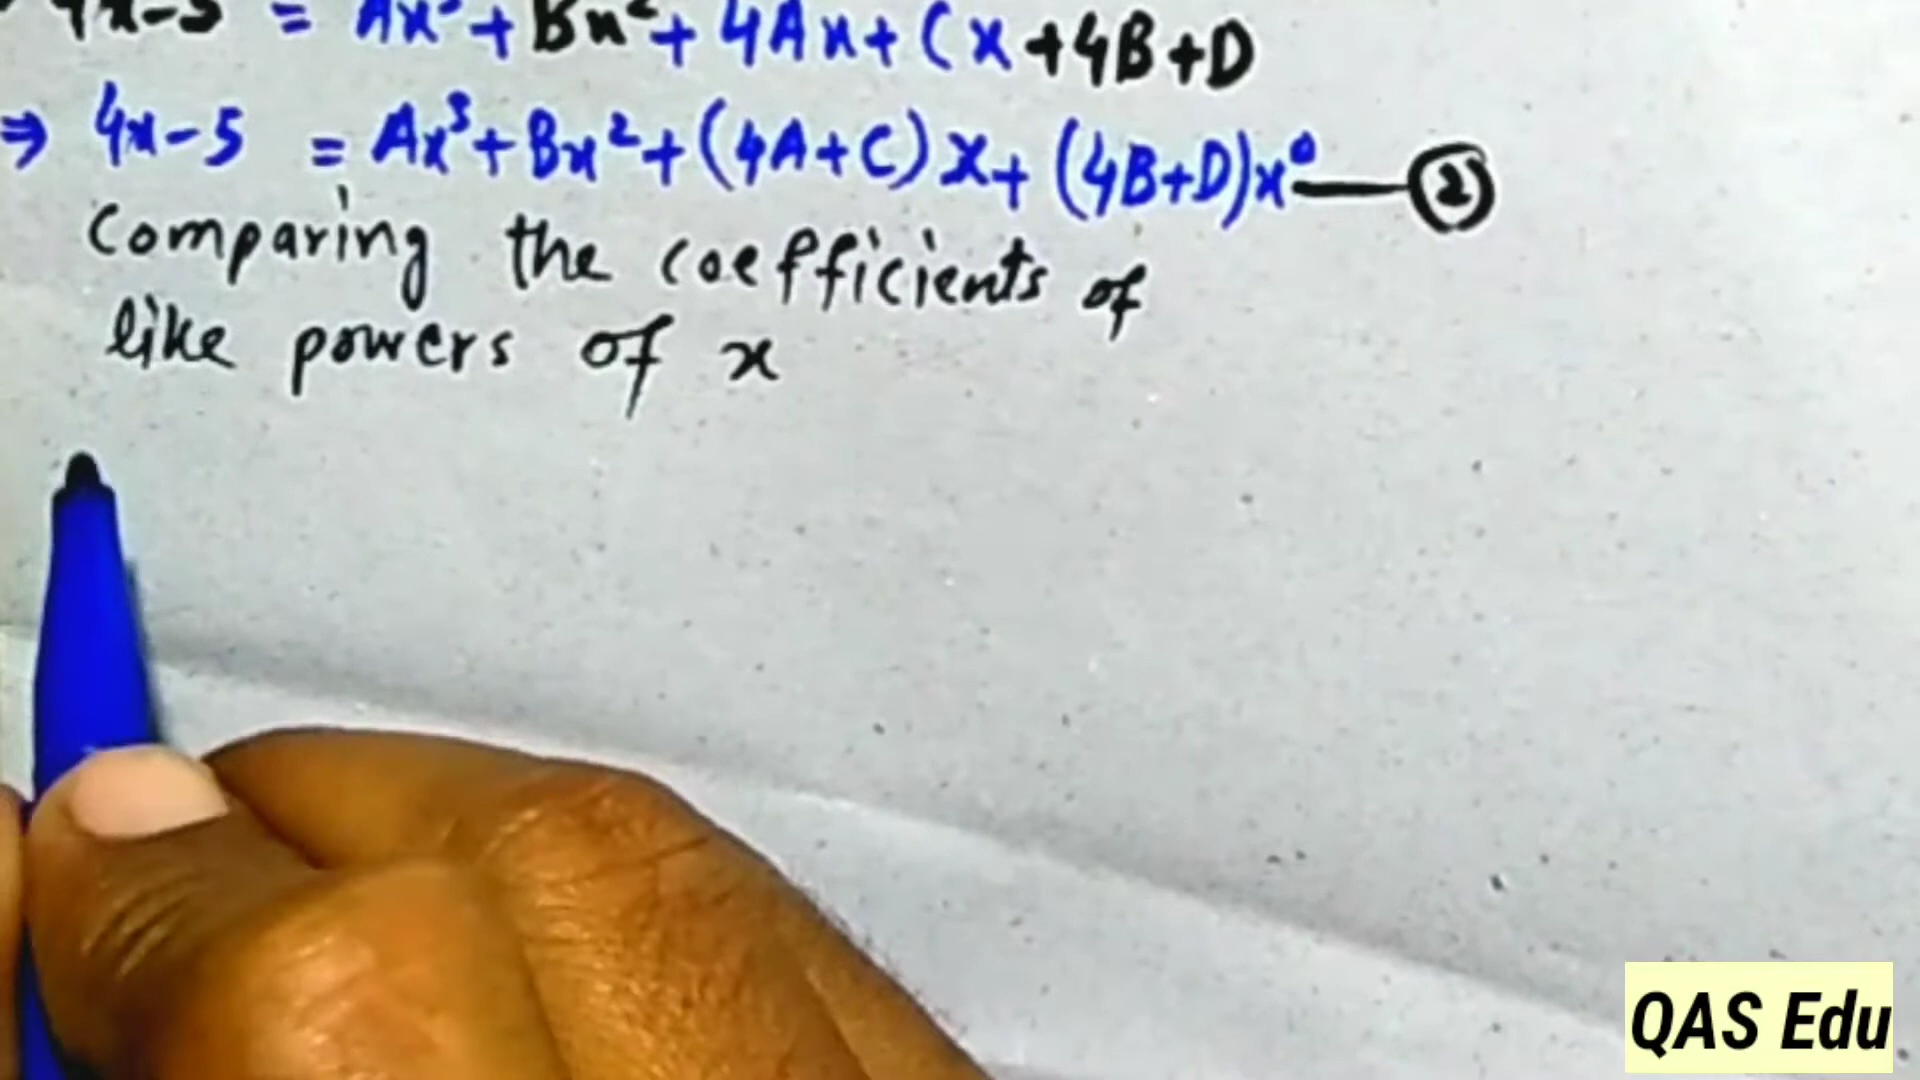 4x-5 = Ax³ + Bx² + 4Ax + Cx + 4B + D
⇒ 4x-5 = Ax³ + Bx² + (4A+C)x + (4B+D)x⁰ — ②
Comparing the coefficients of
like powers of x
QAS Edu